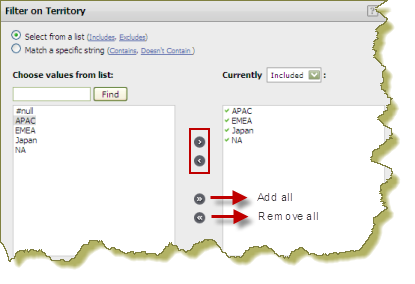 Filter on Territory
?
Select from a list (Includes, Excludes)
Match a specific string (Contains, Doesn't Contain )
Choose values from list:
Currently Included :
Find
#null
APAC
EMEA
Japan
NA
APAC
EMEA
Japan
NA
Add all
Remove all